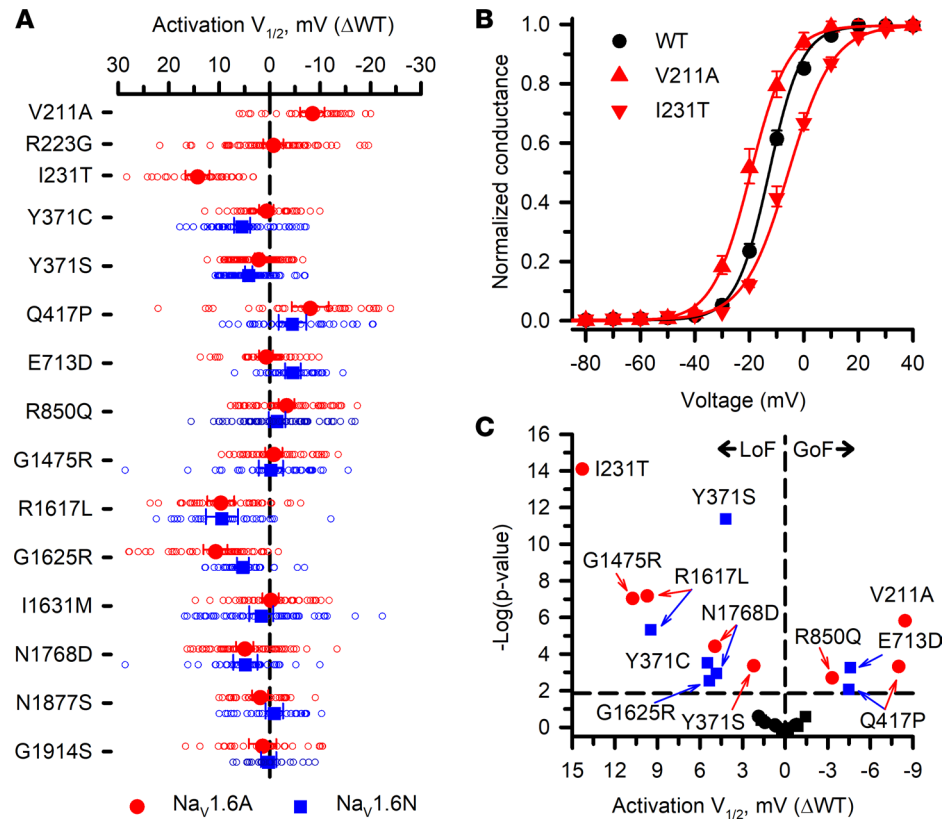 A
Activation V1/2, mV (ΔWT)
30 20 10 0 -10 -20 -30
V211A
R223G
I231T
Y371C
Y371S
Q417P
E713D
R850Q
G1475R
R1617L
G1625R
I1631M
N1768D
N1877S
G1914S
NaV1.6A NaV1.6N
B
Normalized conductance
1.0
0.8
0.6
0.4
0.2
0.0
WT
V211A
I231T
-80 -60 -40 -20 0 20 40
Voltage (mV)
C
-Log(p-value)
16
14
12
10
8
6
4
2
0
LoF GoF
I231T
Y371S
G1475R
R1617L
V211A
N1768D
R850Q
E713D
Y371C
G1625R
Y371S
Q417P
15 12 9 6 3 0 -3 -6 -9
Activation V1/2, mV (ΔWT)